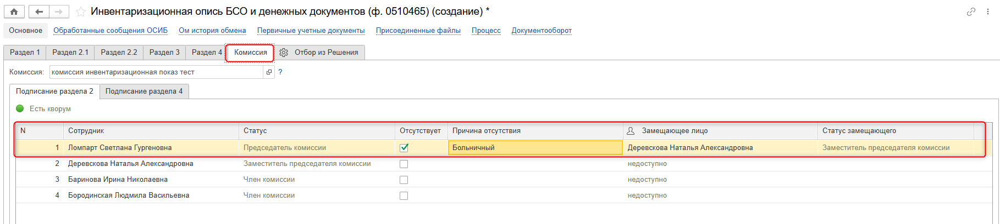 Инвентаризационная опись БСО и денежных документов (ф. 0510465) (создание) *
Основное Обработанные сообщения ОСИБ Ом история обмена Первичные учетные документы Присоединенные файлы Процесс Документооборот
Раздел 1 Раздел 2.1 Раздел 2.2 Раздел 3 Раздел 4 Комиссия Отбор из Решения
Комиссия: комиссия инвентаризационная показ тест ?
Подписание раздела 2 Подписание раздела 4
Есть кворум
N Сотрудник Статус Отсутствует Причина отсутствия Замещающее лицо Статус замещающего
1 Ломпарт Светлана Гургеновна Председатель комиссии Больничный Деревскова Наталья Александровна Заместитель председателя комиссии
2 Деревскова Наталья Александровна Заместитель председателя комиссии недоступно
3 Баринова Ирина Николаевна Член комиссии недоступно
4 Бородинская Людмила Васильевна Член комиссии недоступно